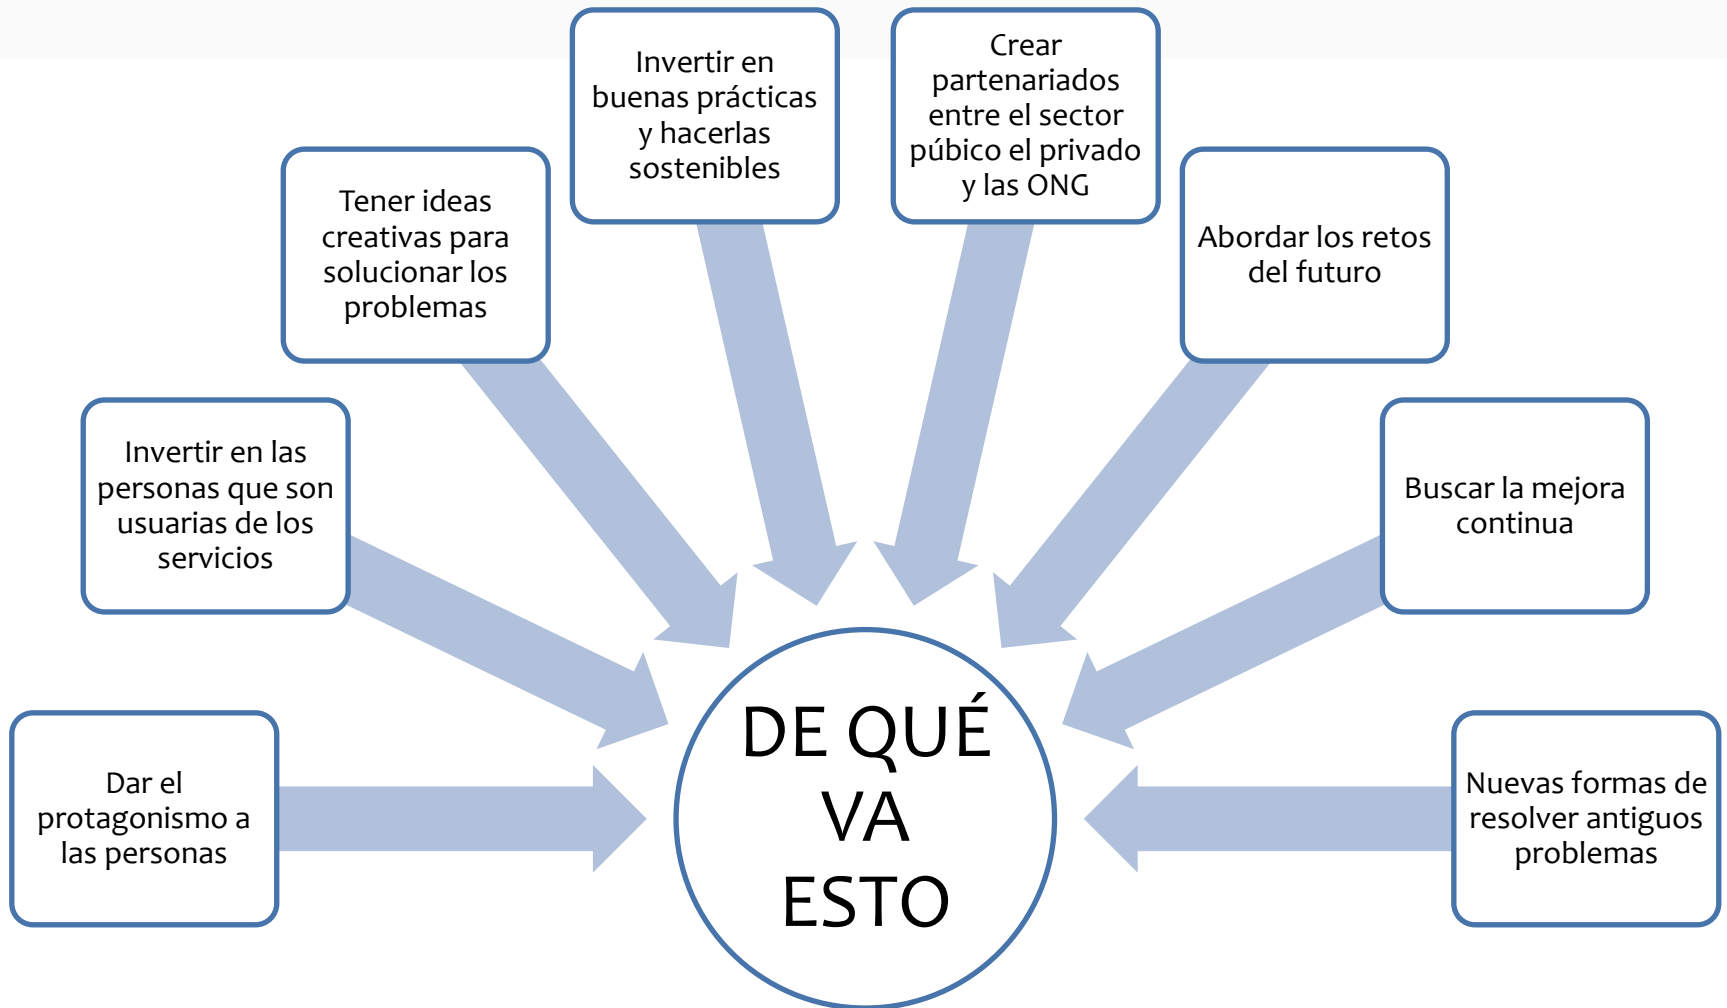 Dar el
protagonismo a
las personas
Invertir en las
personas que son
usuarias de los
servicios
Tener ideas
creativas para
solucionar los
problemas
Invertir en
buenas prácticas
y hacerlas
sostenibles
Crear
partenariados
entre el sector
púbico el privado
y las ONG
Abordar los retos
del futuro
Buscar la mejora
continua
Nuevas formas de
resolver antiguos
problemas
DE QUÉ
VA
ESTO